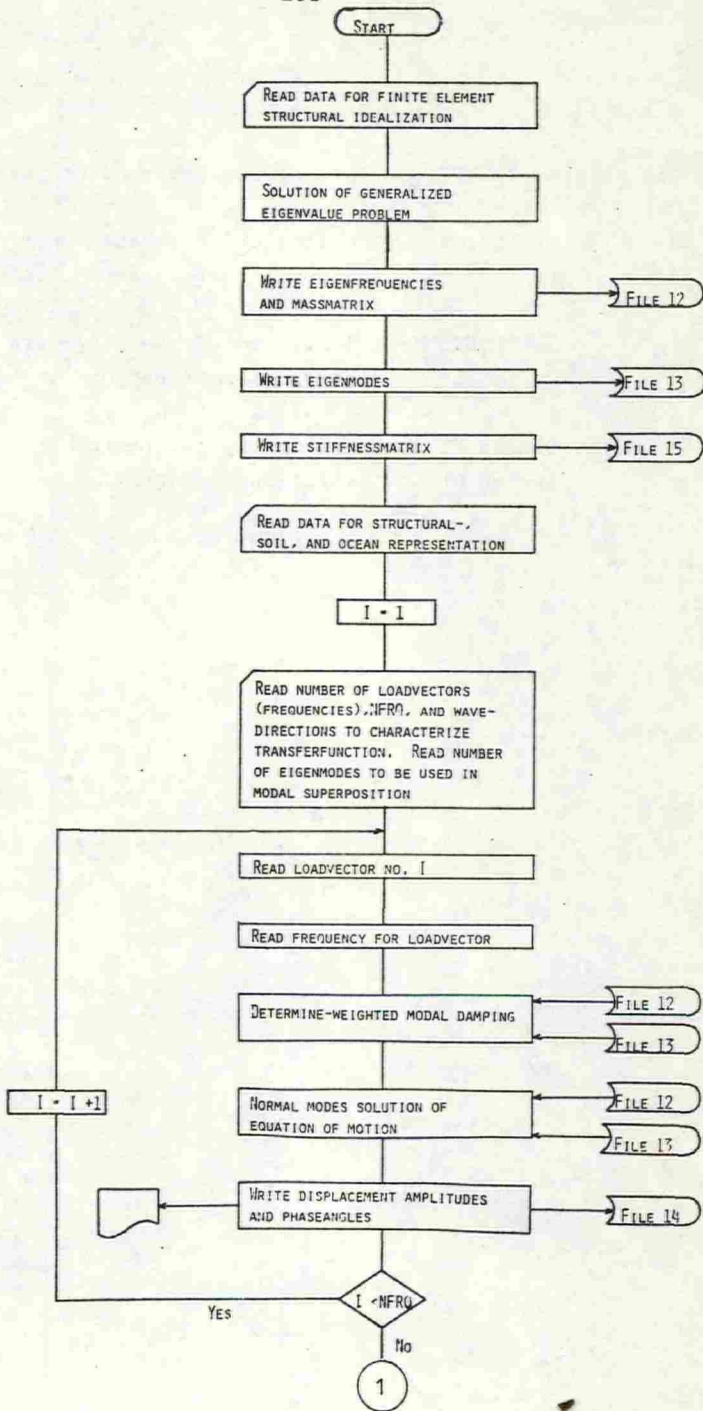 START
READ DATA FOR FINITE ELEMENT
STRUCTURAL IDEALIZATION
SOLUTION OF GENERALIZED
EIGENVALUE PROBLEM
WRITE EIGENFREQUENCIES
AND MASSMATRIX
FILE 12
WRITE EIGENMODES
FILE 13
WRITE STIFFNESSMATRIX
FILE 15
READ DATA FOR STRUCTURAL-,
SOIL, AND OCEAN REPRESENTATION
I = 1
READ NUMBER OF LOADVECTORS
(FREQUENCIES),NFRQ, AND WAVE-
DIRECTIONS TO CHARACTERIZE
TRANSFERFUNCTION. READ NUMBER
OF EIGENMODES TO BE USED IN
MODAL SUPERPOSITION
READ LOADVECTOR NO. I
READ FREQUENCY FOR LOADVECTOR
DETERMINE-WEIGHTED MODAL DAMPING
FILE 12
FILE 13
I = I +1
NORMAL MODES SOLUTION OF
EQUATION OF MOTION
FILE 12
FILE 13
WRITE DISPLACEMENT AMPLITUDES
AND PHASEANGLES
FILE 14
I <NFRQ
YES
NO
1